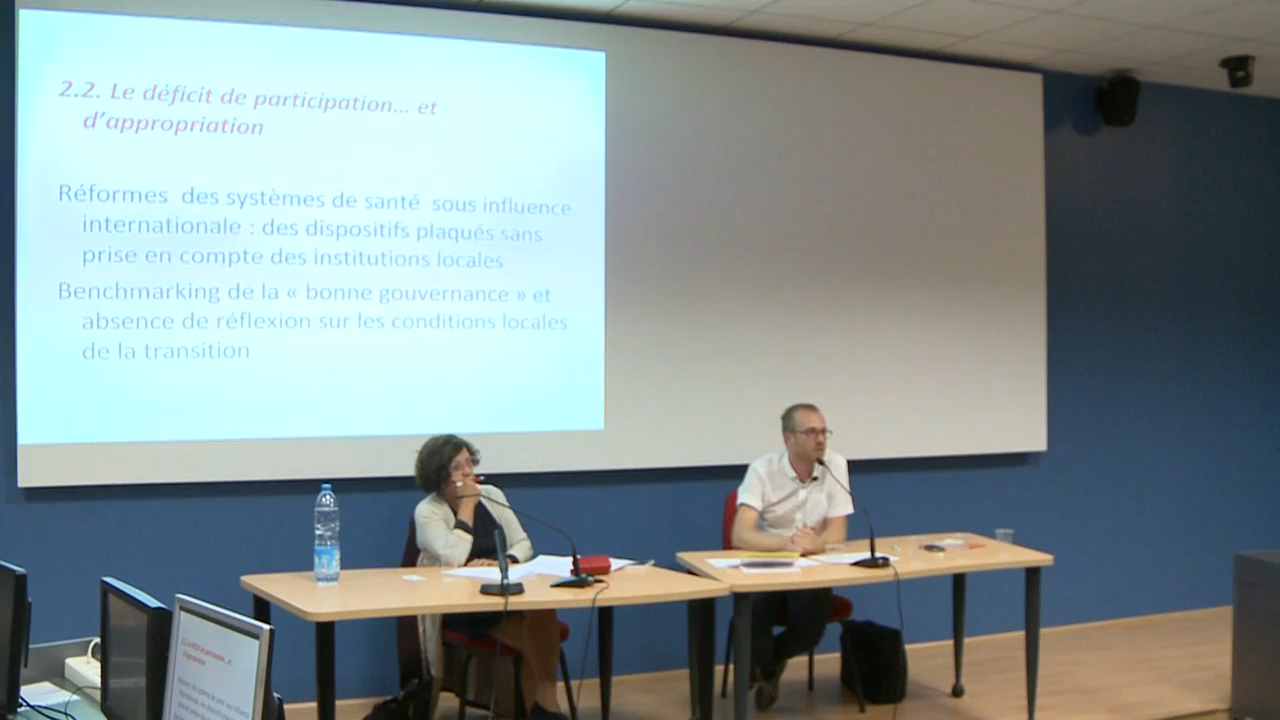 2.2. Le déficit de participation... et
d'appropriation
Réformes des systèmes de santé sous influence
internationale : des dispositifs plaqués sans
prise en compte des institutions locales
Benchmarking de la « bonne gouvernance » et
absence de réflexion sur les conditions locales
de la transition